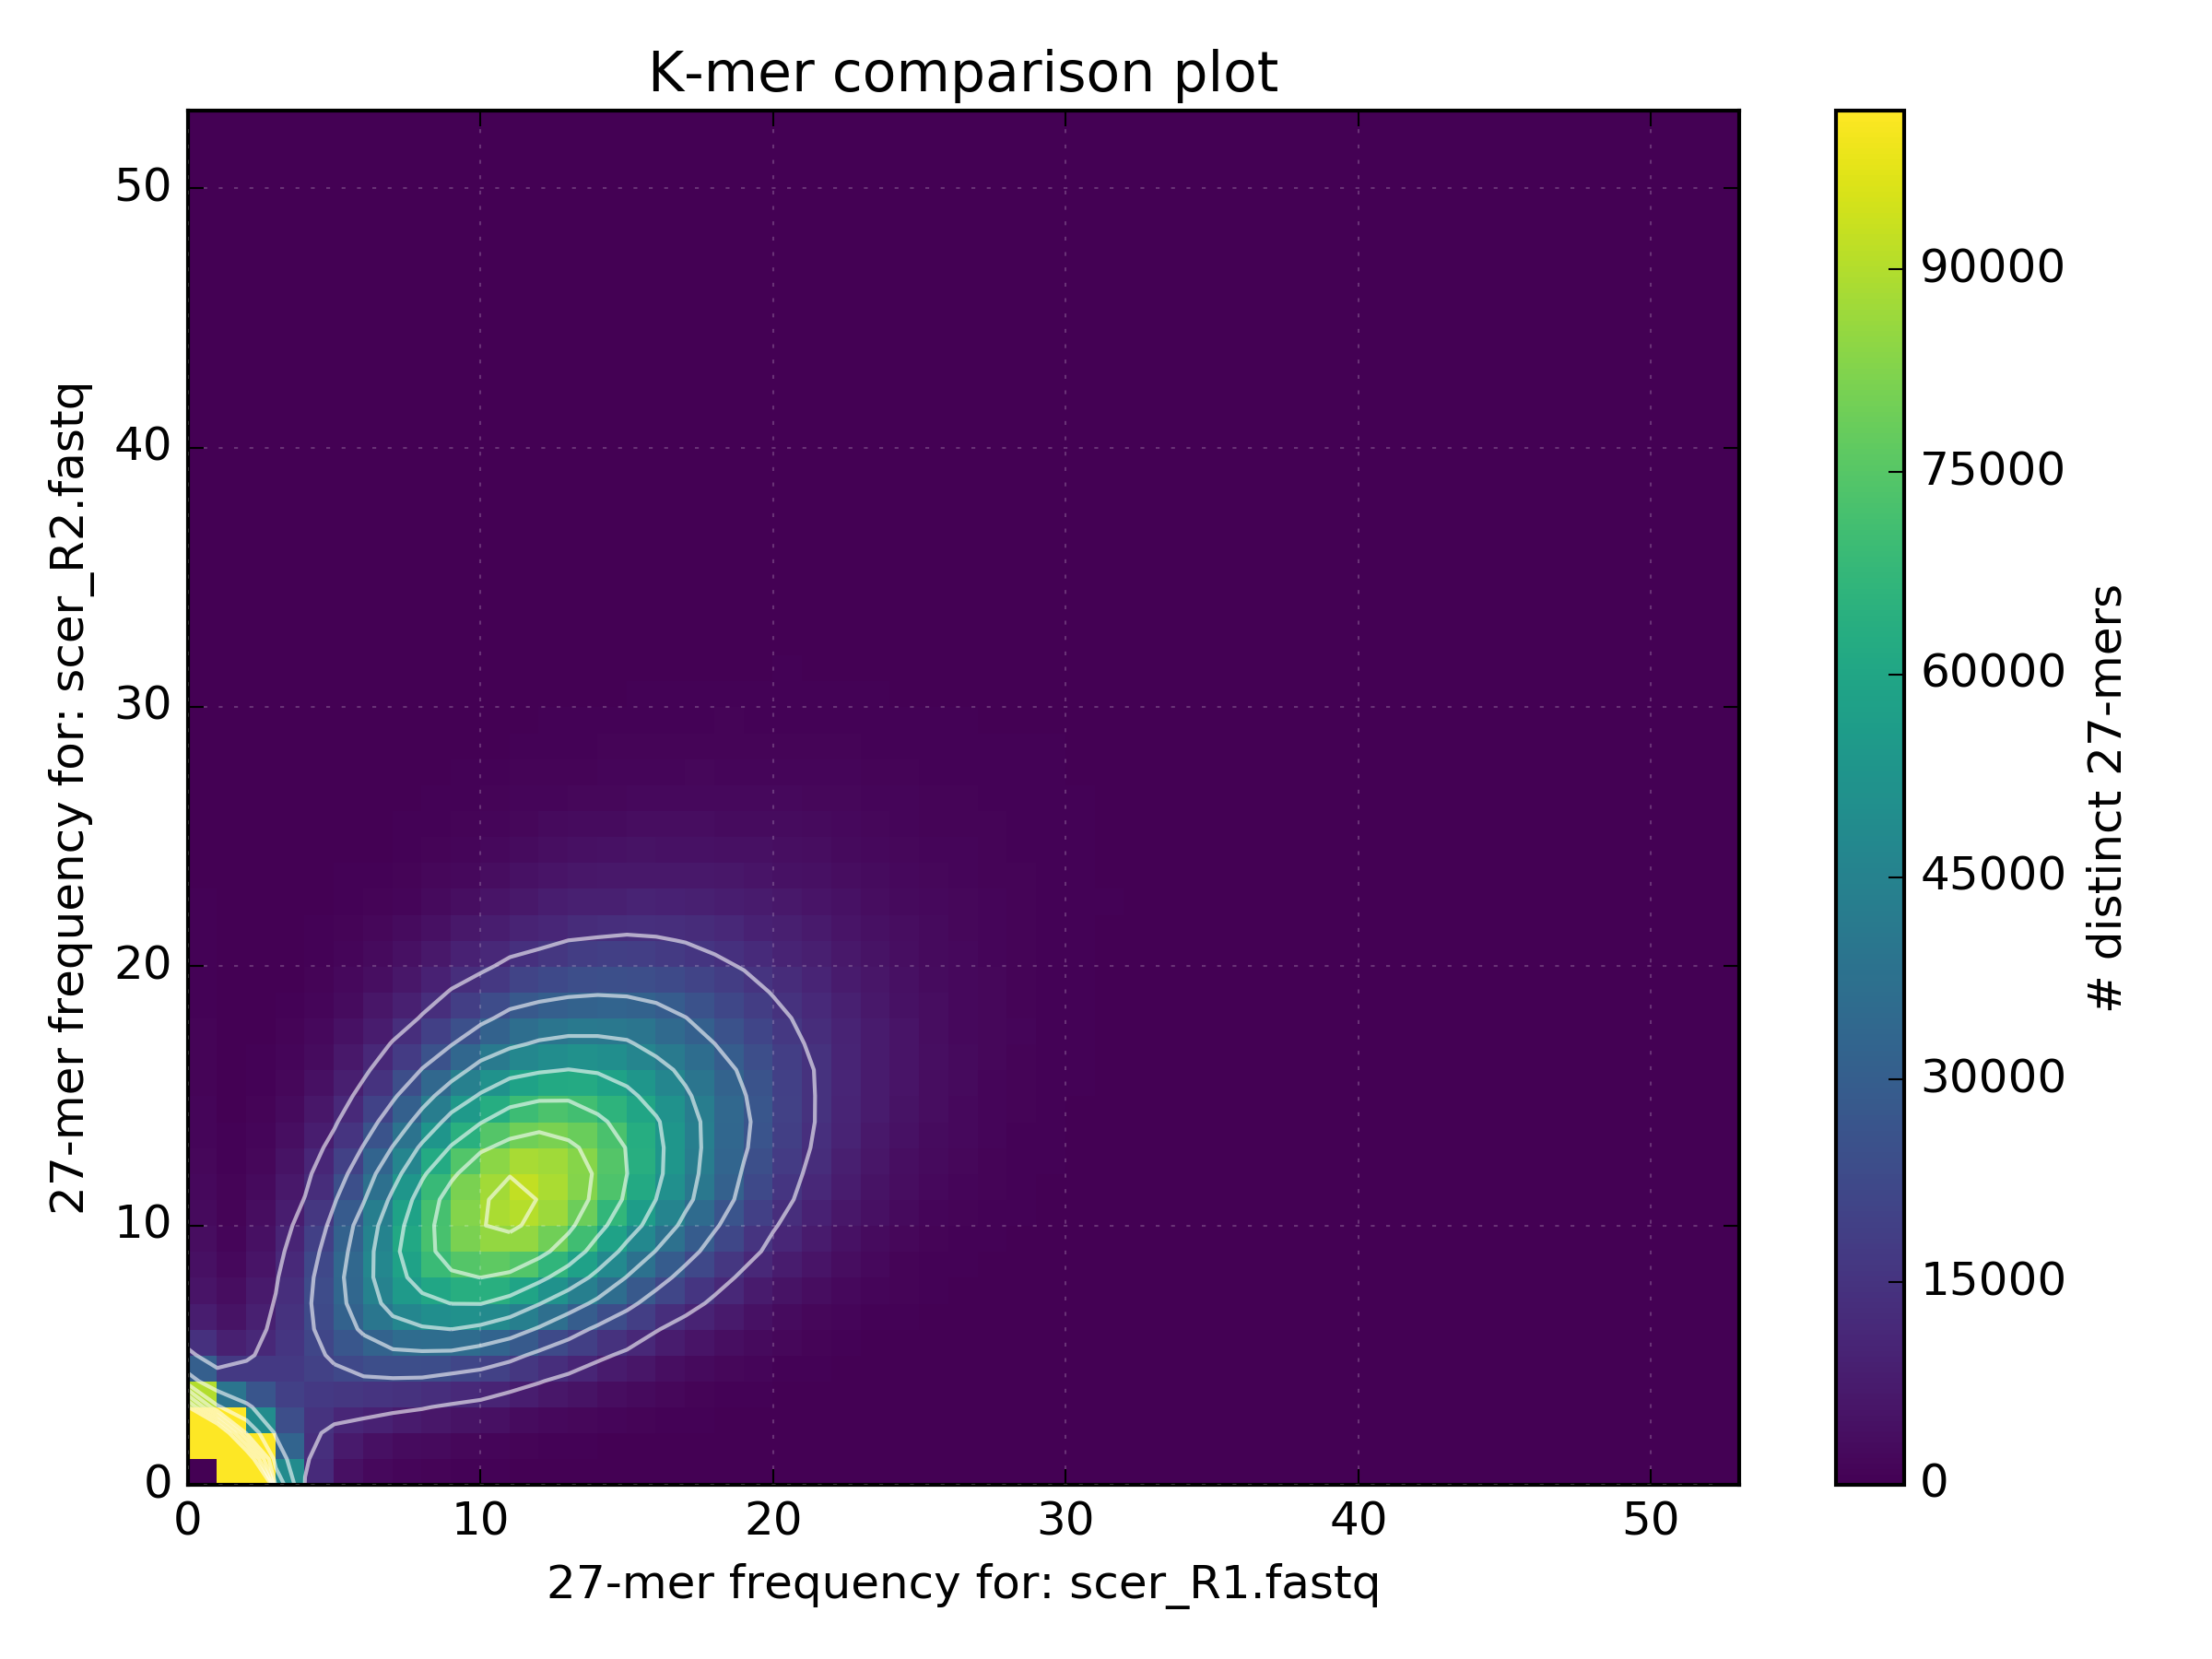 K-mer comparison plot
50
40
30
20
10
0
27-mer frequency for: scer_R2.fastq
0 10 20 30 40 50
27-mer frequency for: scer_R1.fastq
90000
75000
60000
45000
30000
15000
0
# distinct 27-mers